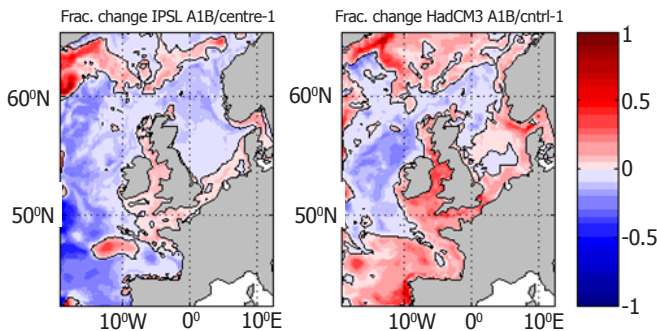 Frac. change IPSL A1B/centre-1
Frac. change HadCM3 A1B/cntrl-1
60⁰N
50⁰N
10⁰W
0⁰
10⁰E
60⁰N
50⁰N
10⁰W
0⁰
10⁰E
1
0.5
0
-0.5
-1